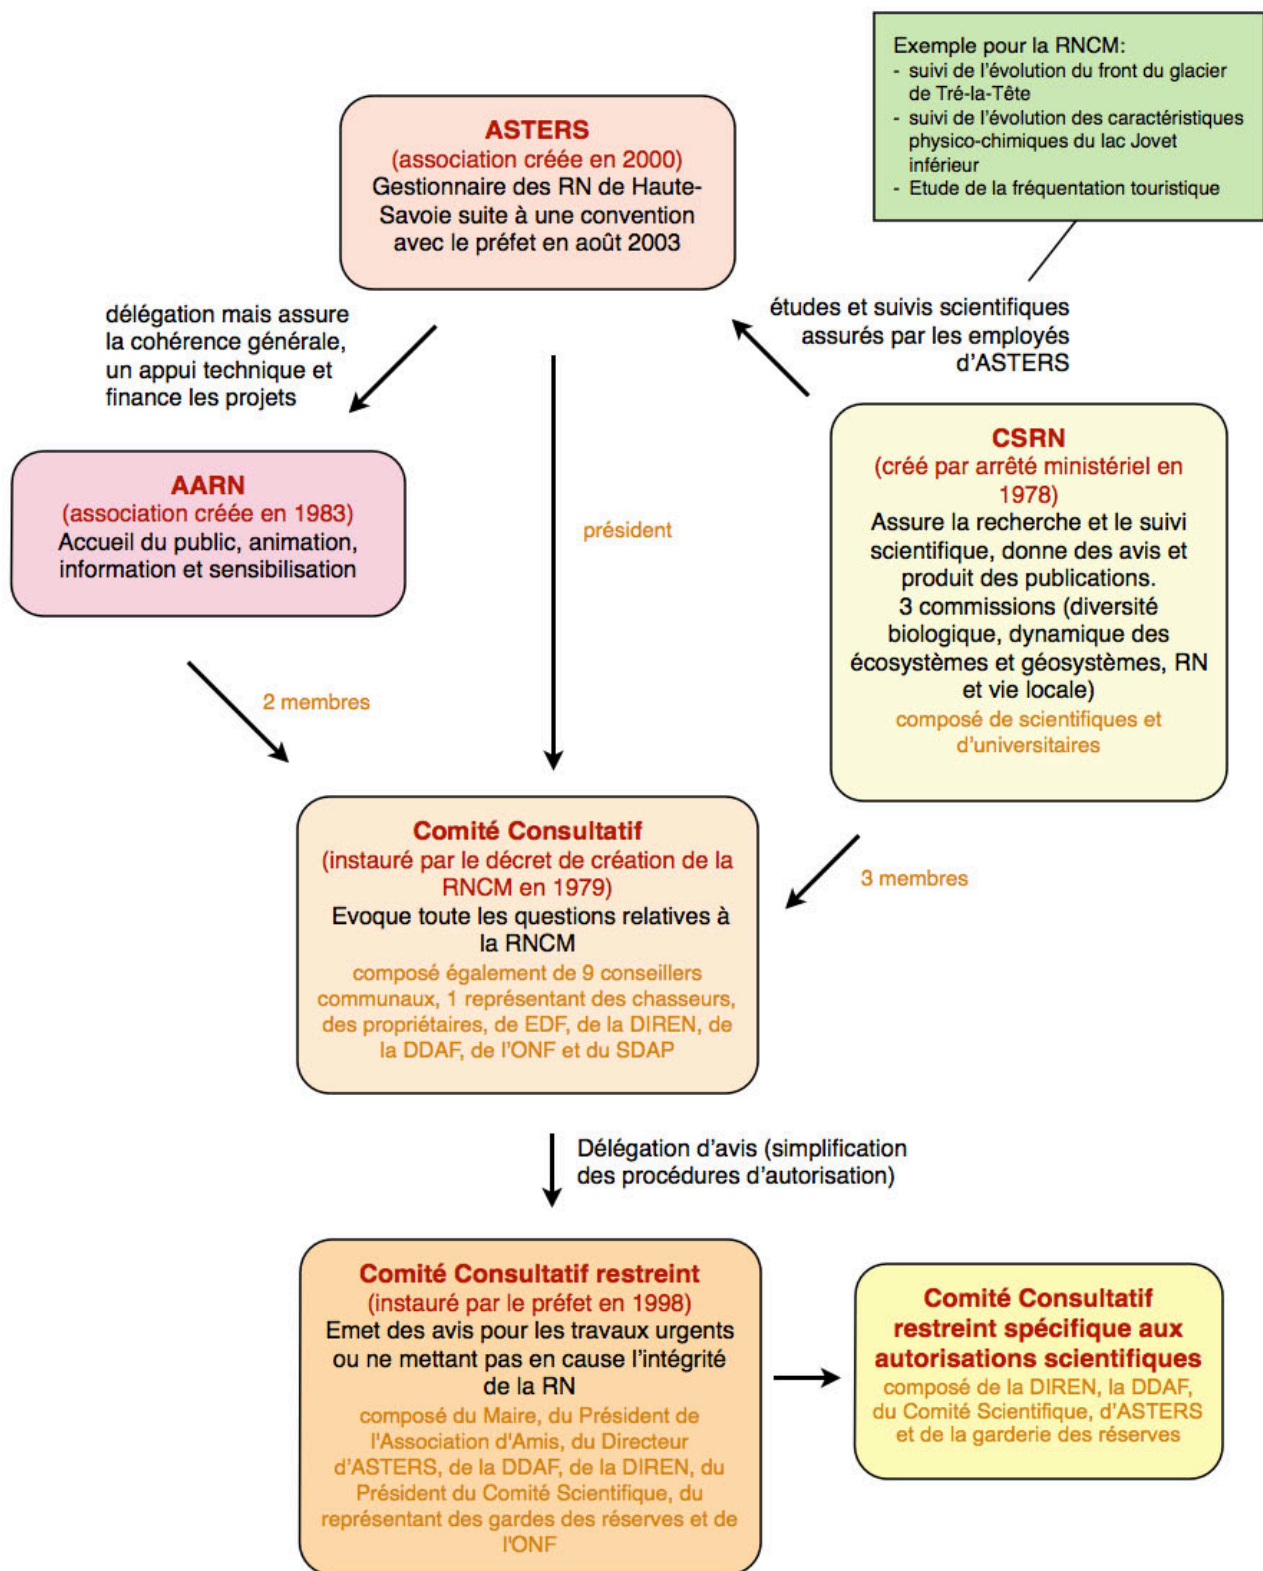 Exemple pour la RNCM:
- suivi de l'évolution du front du glacier
de Tré-la-Tête
- suivi de l'évolution des caractéristiques
physico-chimiques du lac Jovet
inférieur
- Etude de la fréquentation touristique
ASTERS
(association créée en 2000)
Gestionnaire des RN de Haute-
Savoie suite à une convention
avec le préfet en août 2003
délégation mais assure
la cohérence générale,
un appui technique et
finance les projets
études et suivis scientifiques
assurés par les employés
d'ASTERS
AARN
(association créée en 1983)
Accueil du public, animation,
information et sensibilisation
président
CSRN
(créé par arrêté ministériel en
1978)
Assure la recherche et le suivi
scientifique, donne des avis et
produit des publications.
3 commissions (diversité
biologique, dynamique des
écosystèmes et géosystèmes, RN
et vie locale)
composé de scientifiques et
d'universitaires
2 membres
3 membres
Comité Consultatif
(instauré par le décret de création de la
RNCM en 1979)
Evoque toute les questions relatives à
la RNCM
composé également de 9 conseillers
communaux, 1 représentant des chasseurs,
des propriétaires, de EDF, de la DIREN, de
la DDAF, de l'ONF et du SDAP
Délégation d'avis (simplification
des procédures d'autorisation)
Comité Consultatif restreint
(instauré par le préfet en 1998)
Emet des avis pour les travaux urgents
ou ne mettant pas en cause l'intégrité
de la RN
composé du Maire, du Président de
l'Association d'Amis, du Directeur
d'ASTERS, de la DDAF, de la DIREN, du
Président du Comité Scientifique, du
représentant des gardes des réserves et de
l'ONF
Comité Consultatif
restreint spécifique aux
autorisations scientifiques
composé de la DIREN, la DDAF,
du Comité Scientifique, d'ASTERS
et de la garderie des réserves